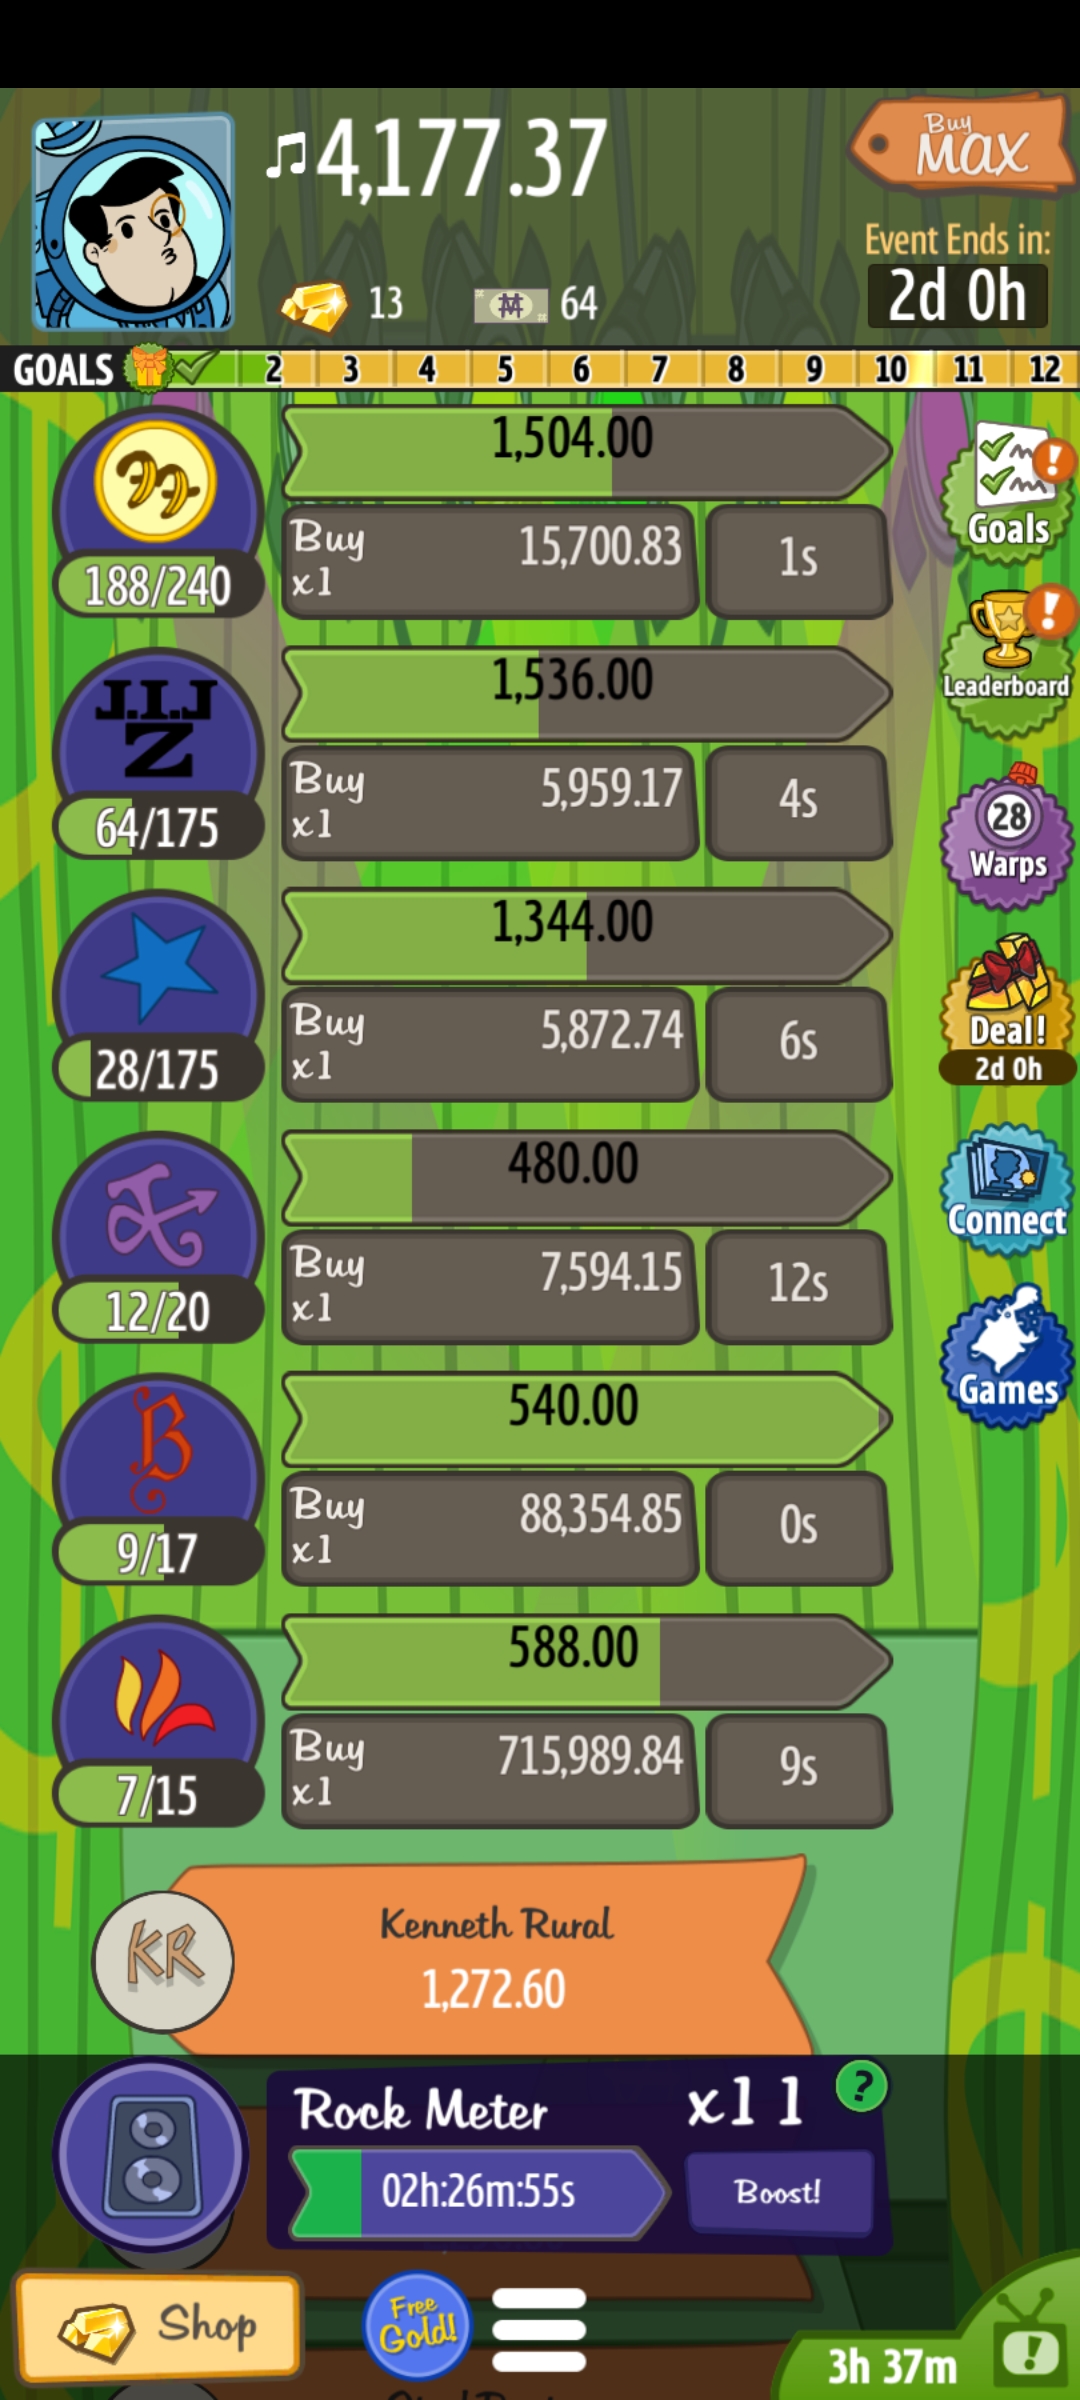 4,177.37
Buy
MAX
Event Ends in:
2d 0h
13
64
GOALS 2 3 4 5 6 7 8 9 10 11 12
1,504.00
188/240
Buy
x1
15,700.83
1s
Goals
J.I.J
Z
1,536.00
64/175
Buy
x1
5,959.17
4s
Leaderboard
28
Warps
1,344.00
28/175
Buy
x1
5,872.74
6s
Deal!
2d 0h
480.00
12/20
Buy
x1
7,594.15
12s
Connect
B
540.00
9/17
Buy
x1
88,354.85
0s
Games
588.00
7/15
Buy
x1
715,989.84
9s
KR
Kenneth Rural
1,272.60
Rock Meter
x11
?
02h:26m:55s
Boost!
Shop
Free
Gold!
3h 37m